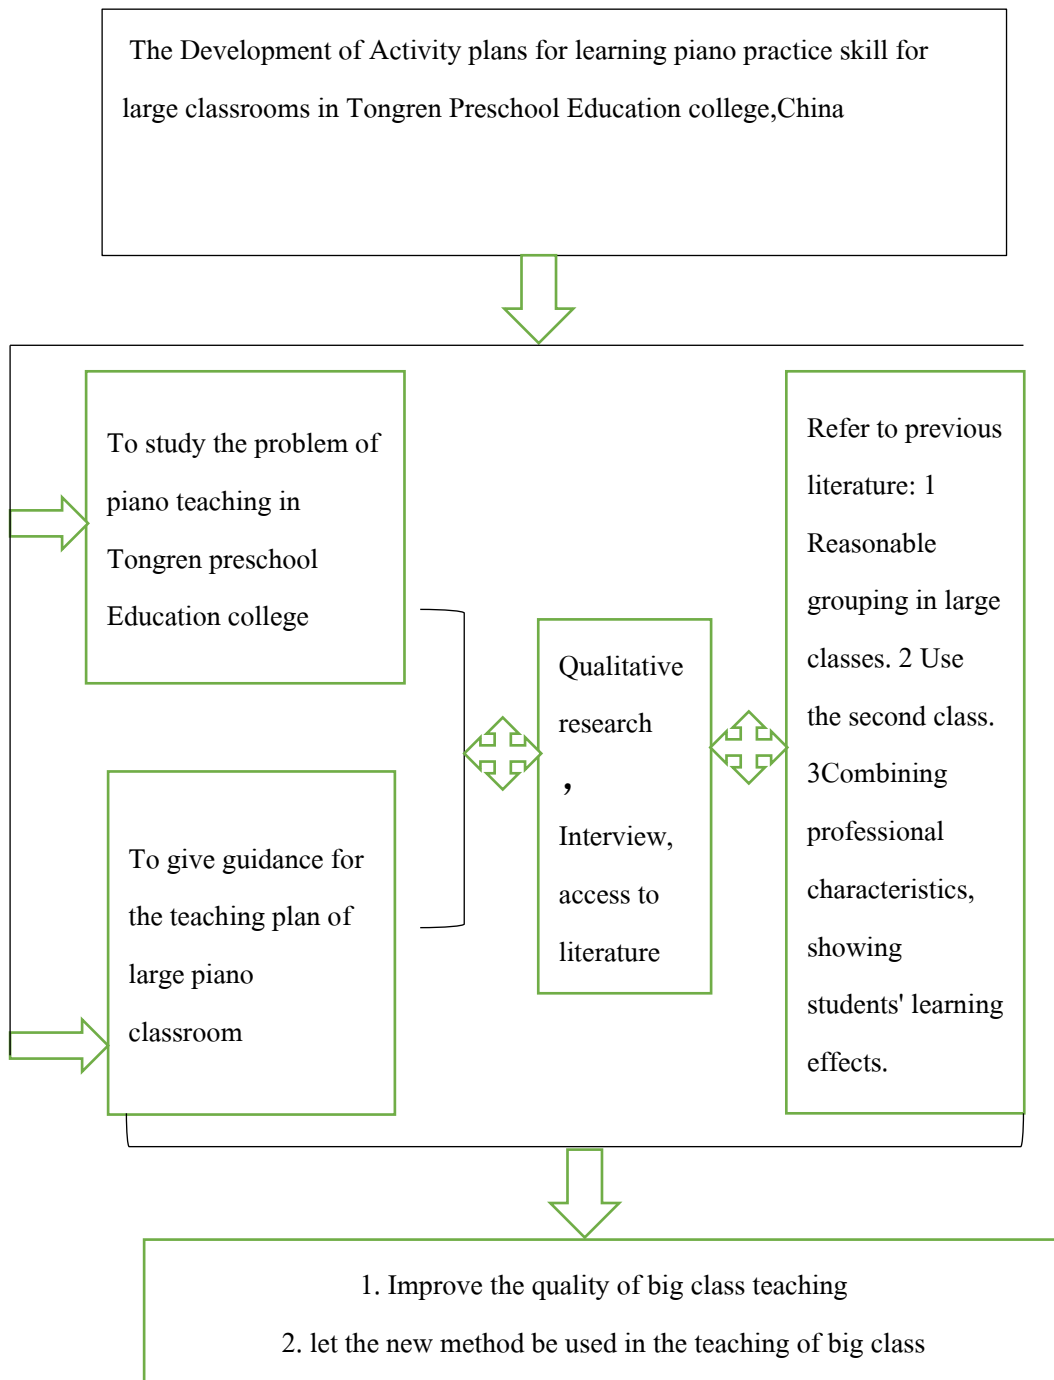 The Development of Activity plans for learning piano practice skill for
large classrooms in Tongren Preschool Education college,China
To study the problem of
piano teaching in
Tongren preschool
Education college
To give guidance for
the teaching plan of
large piano
classroom
Qualitative
research
，
Interview,
access to
literature
Refer to previous
literature: 1
Reasonable
grouping in large
classes. 2 Use
the second class.
3Combining
professional
characteristics,
showing
students' learning
effects.
1. Improve the quality of big class teaching
2. let the new method be used in the teaching of big class